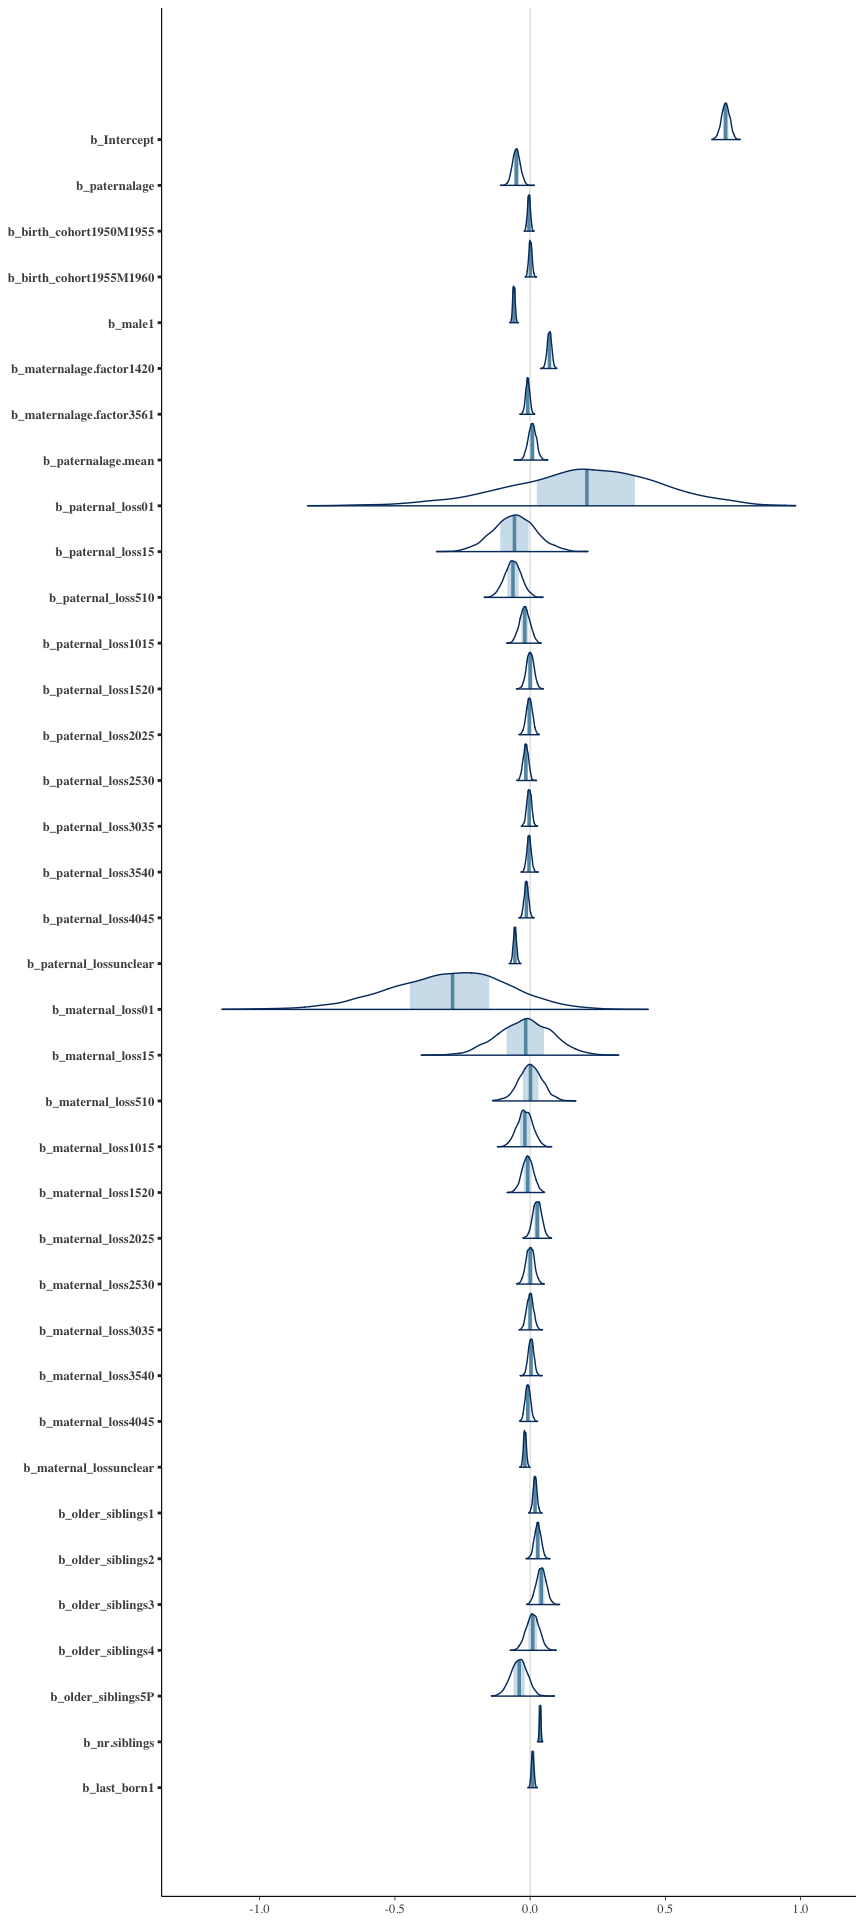 b_Intercept
b_paternalage
b_birth_cohort1950M1955
b_birth_cohort1955M1960
b_male1
b_maternalage.factor1420
b_maternalage.factor3561
b_paternalage.mean
b_paternal_loss01
b_paternal_loss15
b_paternal_loss510
b_paternal_loss1015
b_paternal_loss1520
b_paternal_loss2025
b_paternal_loss2530
b_paternal_loss3035
b_paternal_loss3540
b_paternal_loss4045
b_paternal_lossunclear
b_maternal_loss01
b_maternal_loss15
b_maternal_loss510
b_maternal_loss1015
b_maternal_loss1520
b_maternal_loss2025
b_maternal_loss2530
b_maternal_loss3035
b_maternal_loss3540
b_maternal_loss4045
b_maternal_lossunclear
b_older_siblings1
b_older_siblings2
b_older_siblings3
b_older_siblings4
b_older_siblings5P
b_nr.siblings
b_last_born1
-1.0 -0.5 0.0 0.5 1.0